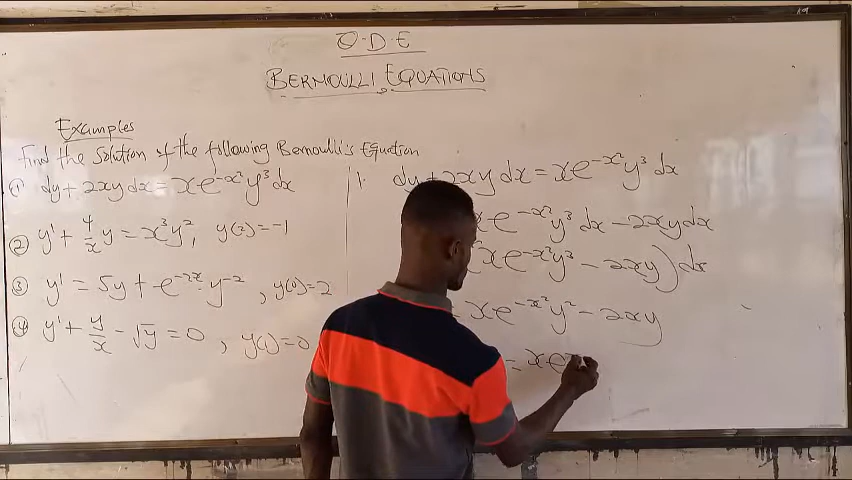 O.D.E
BERNOULLI EQUATIONS
Examples
Find the Solution of the following Bernoulli's Equation
① dy + 2xy dx = xe^{-x²}y³dx
② y' + 4/x y = x³y², y(2) = -1
③ y' = 5y + e^{-2x}y^{-2}, y(0) = 2
④ y' + y/x - √y = 0, y(1) = 0
1. dy + 2xy dx = xe^{-x²}y³ dx
xe^{-x²}y³ dx - 2xy dx
xe^{-x²}y³ - 2xy) dx
xe^{-x²}y² - 2xy
= xe